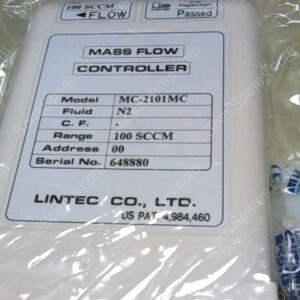 100 SCCM
◄FLOW
Inspection
Passed
MASS FLOW
CONTROLLER
Model MC-2101MC
Fluid N2
C. F. -
Range 100 SCCM
Address 00
Serial No. 648880
LINTEC CO., LTD.
US PAT. 4,984,460